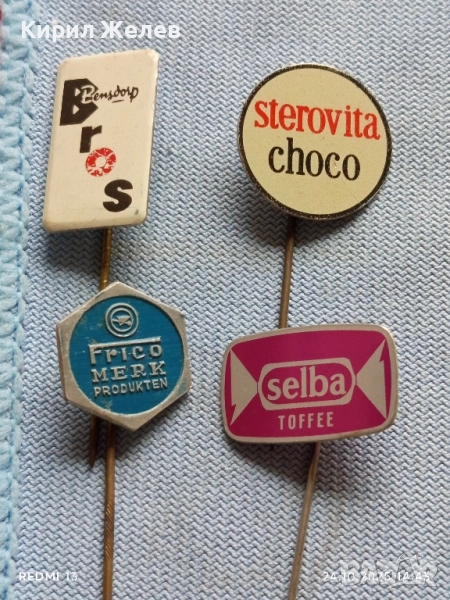 Кирил Желев
Bensdorp
Bros
sterovita
choco
Frico
MERK
PRODUKTEN
selba
TOFFEE
REDMI 13